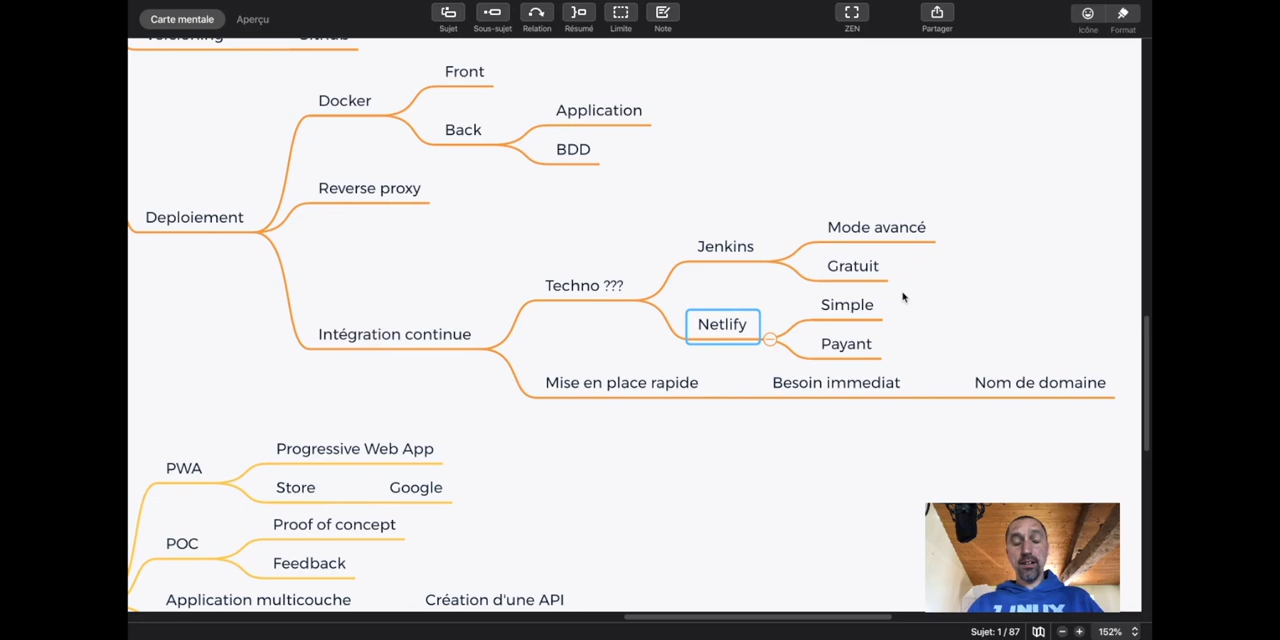 Carte mentale
Aperçu
Sujet
Sous-sujet
Relation
Résumé
Limite
Note
ZEN
Partager
Icône
Format
Versioning
Github
Front
Docker
Application
Back
BDD
Reverse proxy
Deploiement
Mode avancé
Jenkins
Gratuit
Techno ???
Simple
Netlify
Intégration continue
Payant
Mise en place rapide
Besoin immediat
Nom de domaine
Progressive Web App
PWA
Store
Google
Proof of concept
POC
Feedback
Application multicouche
Création d'une API
LINUX
Sujet: 1 / 87
152%